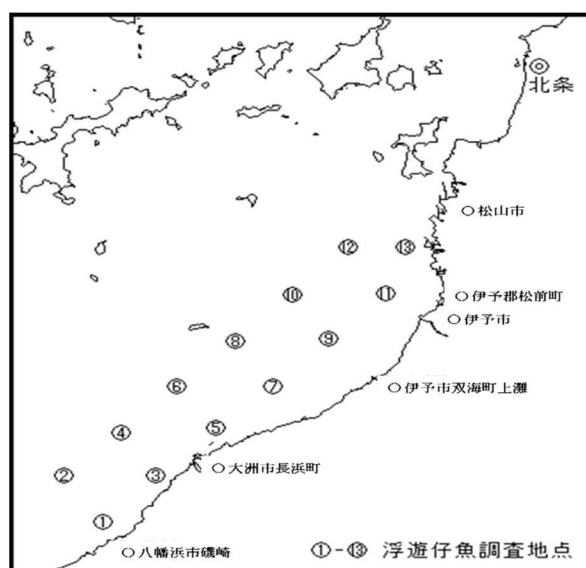 ◎
北条
○松山市
⑫
⑬
⑩
⑪
○伊予郡松前町
○伊予市
⑧
⑨
⑥
⑦
○伊予市双海町上灘
④
⑤
②
③
○大洲市長浜町
①
○八幡浜市磯崎
①-⑬ 浮遊仔魚調査地点